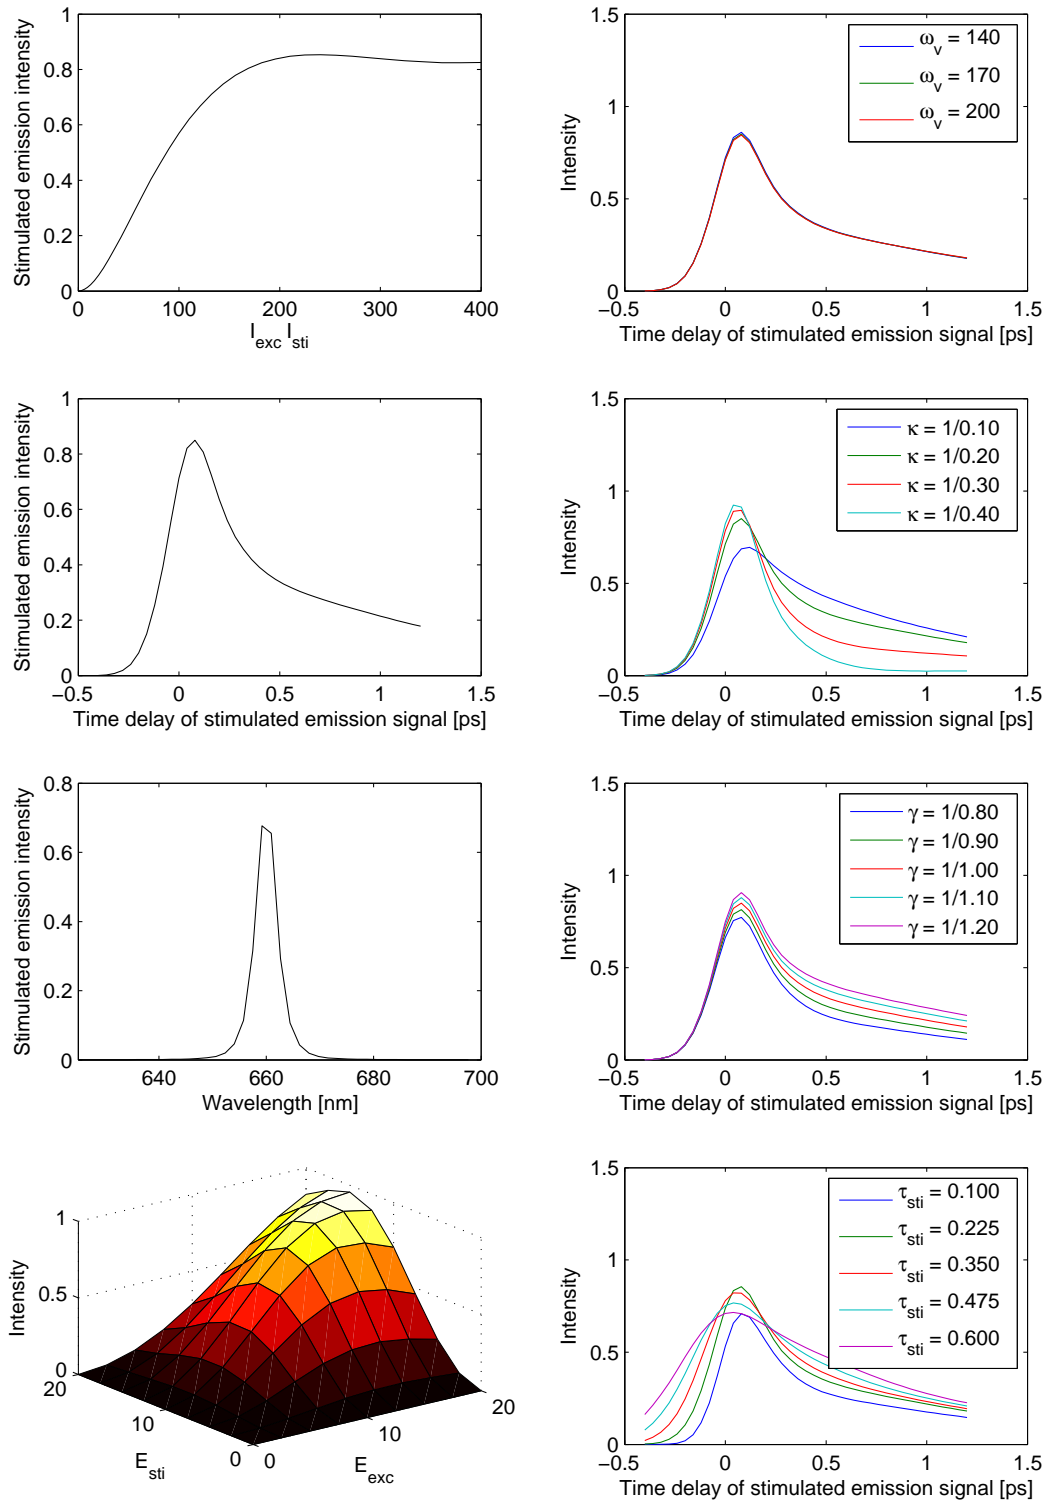 Stimulated emission intensity
1
0.8
0.6
0.4
0.2
0
0 100 200 300 400
I_exc I_sti
Intensity
1.5
1
0.5
0
−0.5 0 0.5 1 1.5
Time delay of stimulated emission signal [ps]
ω_v = 140
ω_v = 170
ω_v = 200
Stimulated emission intensity
1
0.8
0.6
0.4
0.2
0
−0.5 0 0.5 1 1.5
Time delay of stimulated emission signal [ps]
Intensity
1.5
1
0.5
0
−0.5 0 0.5 1 1.5
Time delay of stimulated emission signal [ps]
κ = 1/0.10
κ = 1/0.20
κ = 1/0.30
κ = 1/0.40
Stimulated emission intensity
0.8
0.6
0.4
0.2
0
640 660 680 700
Wavelength [nm]
Intensity
1.5
1
0.5
0
−0.5 0 0.5 1 1.5
Time delay of stimulated emission signal [ps]
γ = 1/0.80
γ = 1/0.90
γ = 1/1.00
γ = 1/1.10
γ = 1/1.20
Intensity
1
0.5
0
20
10
0
E_sti
0
10
20
E_exc
Intensity
1.5
1
0.5
0
−0.5 0 0.5 1 1.5
Time delay of stimulated emission signal [ps]
τ_sti = 0.100
τ_sti = 0.225
τ_sti = 0.350
τ_sti = 0.475
τ_sti = 0.600